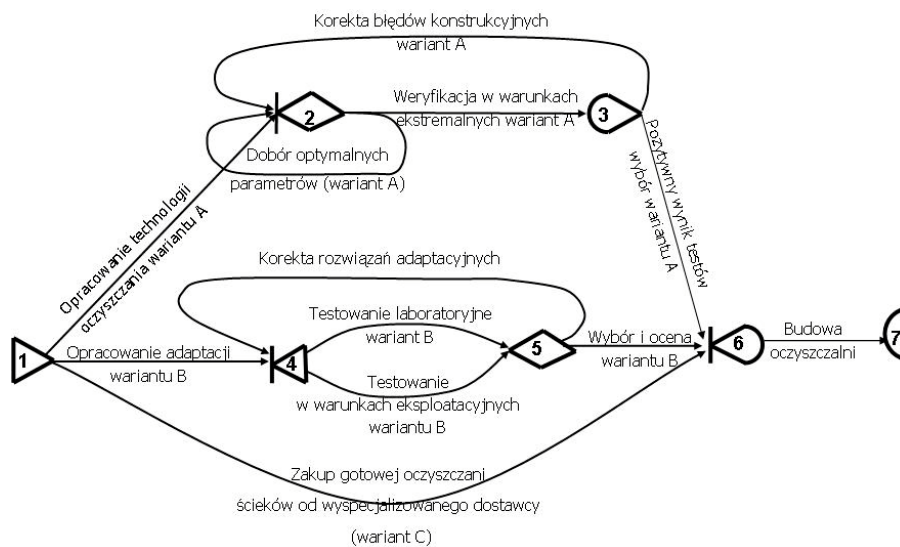 Korekta błędów konstrukcyjnych
wariant A
2
Weryfikacja w warunkach
ekstremalnych wariant A
3
Dobór optymalnych
parametrów (wariant A)
Opracowanie technologii
oczyszczania wariantu A
Pozytywny wynik testów
wybór wariantu A
Korekta rozwiązań adaptacyjnych
Testowanie laboratoryjne
wariant B
1
Opracowanie adaptacji
wariantu B
4
5
Wybór i ocena
wariantu B
6
Budowa
oczyszczalni
7
Testowanie
w warunkach eksploatacyjnych
wariantu B
Zakup gotowej oczyszczani
ścieków od wyspecjalizowanego dostawcy
(wariant C)